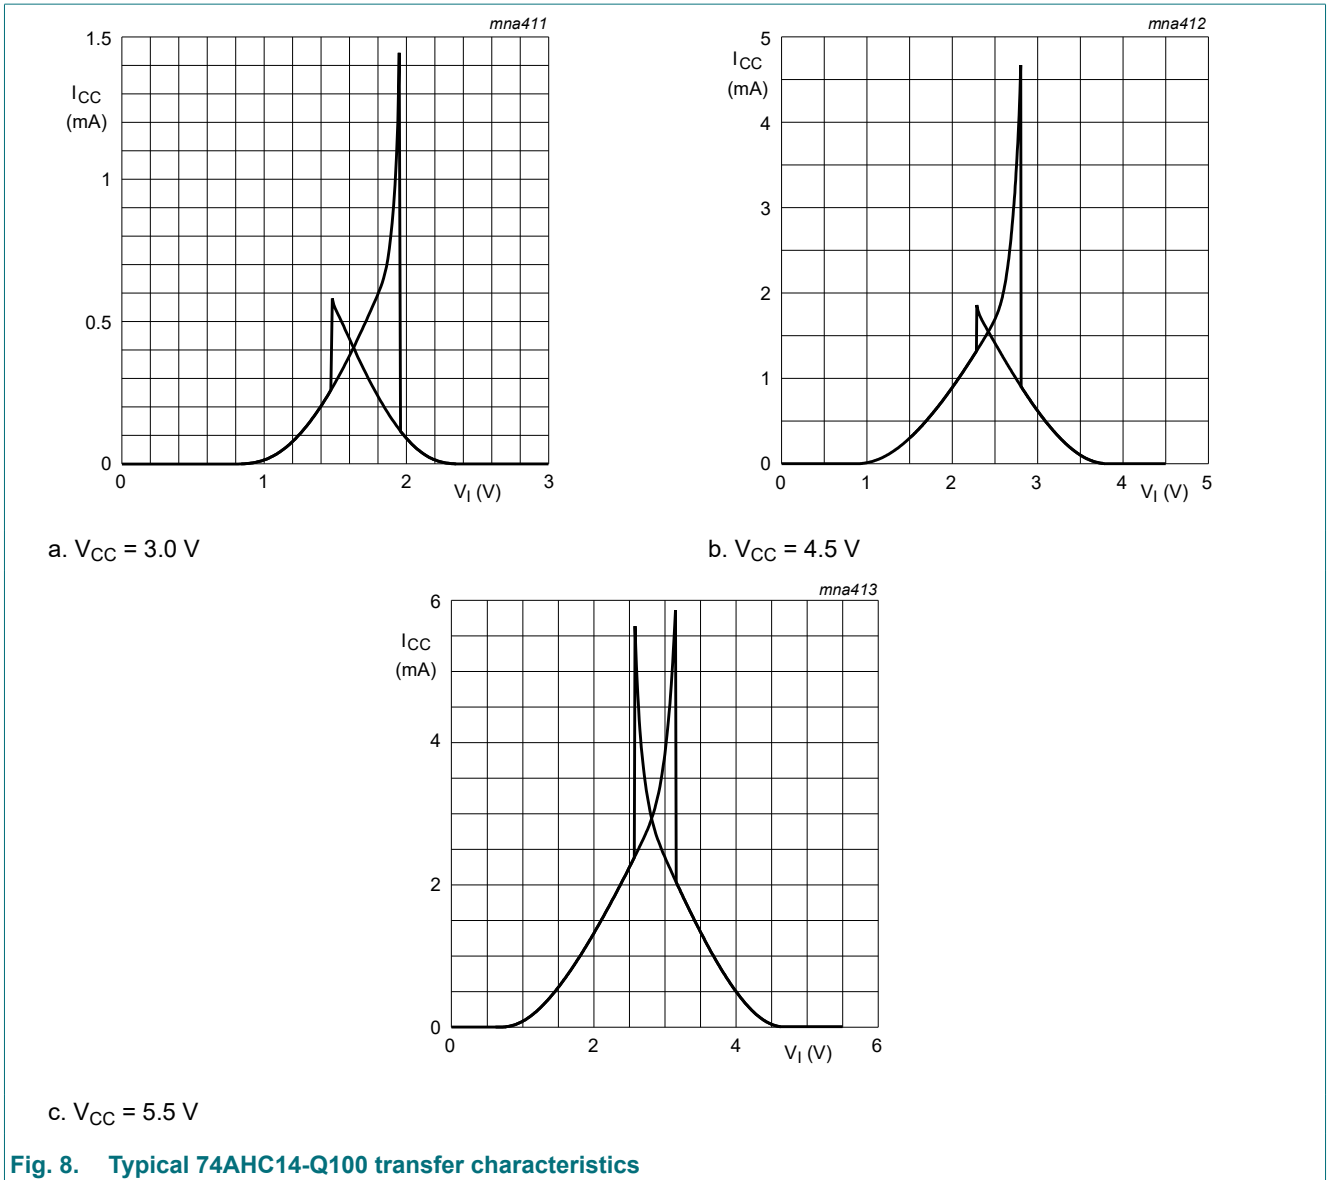 mna411
1.5
ICC
(mA)
1
0.5
0
0 1 2 3
VI (V)
a. VCC = 3.0 V
mna412
5
ICC
(mA)
4
3
2
1
0
0 1 2 3 4 5
VI (V)
b. VCC = 4.5 V
mna413
6
ICC
(mA)
4
2
0
0 2 4 6
VI (V)
c. VCC = 5.5 V
Fig. 8. Typical 74AHC14-Q100 transfer characteristics